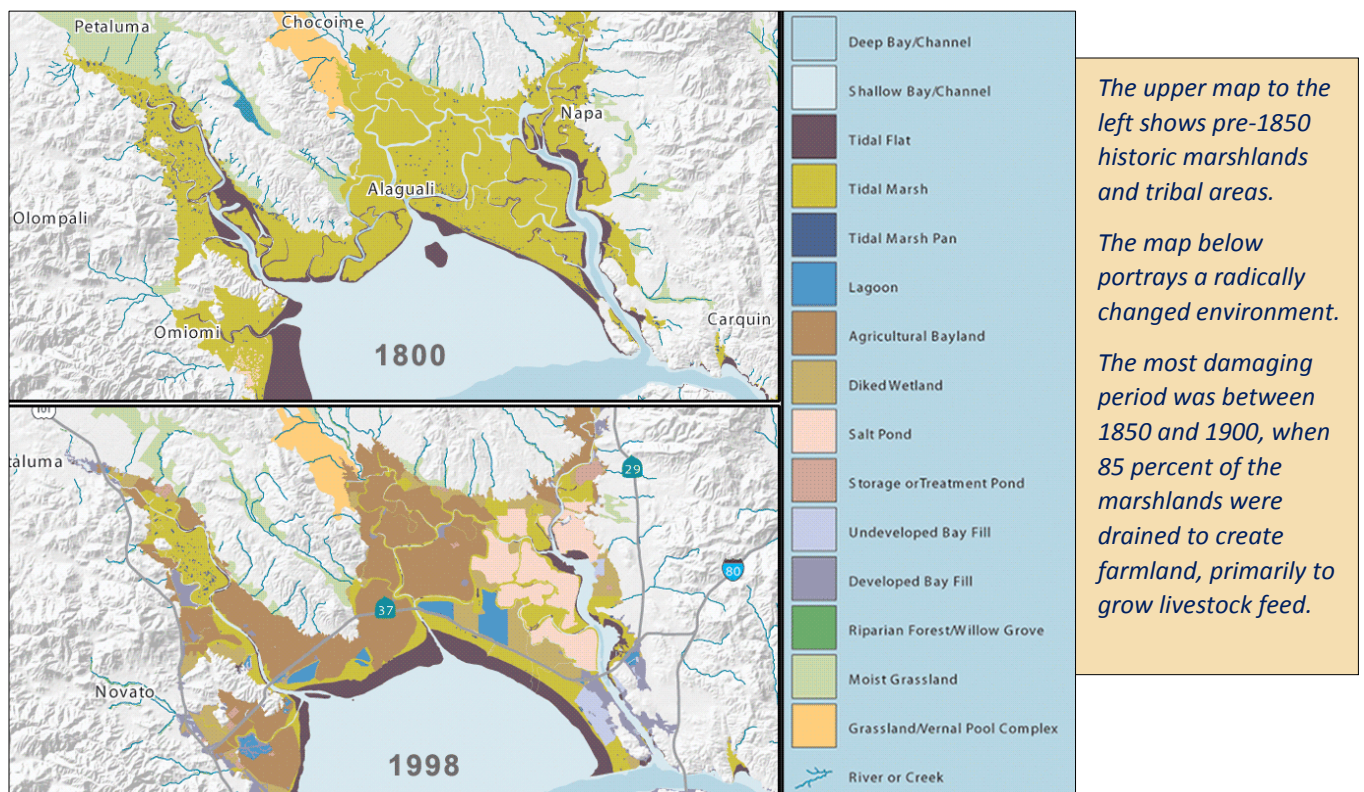 Petaluma
Chocoime
Napa
Alaguali
Olompali
Omiomi
Carquin
1800
101
taluma
29
80
37
Novato
1998
Deep Bay/Channel
Shallow Bay/Channel
Tidal Flat
Tidal Marsh
Tidal Marsh Pan
Lagoon
Agricultural Bayland
Diked Wetland
Salt Pond
Storage or Treatment Pond
Undeveloped Bay Fill
Developed Bay Fill
Riparian Forest/Willow Grove
Moist Grassland
Grassland/Vernal Pool Complex
River or Creek
The upper map to the
left shows pre-1850
historic marshlands
and tribal areas.
The map below
portrays a radically
changed environment.
The most damaging
period was between
1850 and 1900, when
85 percent of the
marshlands were
drained to create
farmland, primarily to
grow livestock feed.